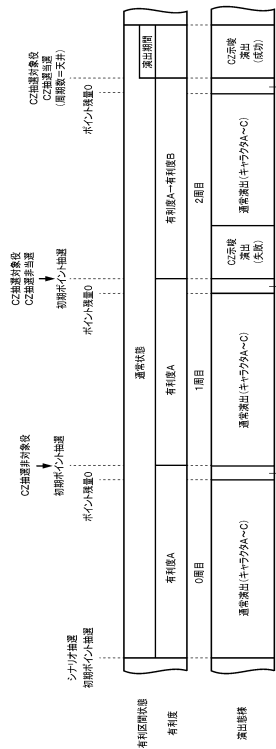 シナリオ抽選
初期ポイント抽選
ポイント残量0
CZ抽選非対象役
初期ポイント抽選
ポイント残量0
CZ抽選対象役
CZ抽選非当選
初期ポイント抽選
ポイント残量0
CZ抽選対象役
CZ抽選当選
(周期数=天井)
有利区間状態
通常状態
演出期間
有利度
有利度A
有利度A
有利度A→有利度B
0周目
1周目
2周目
演出態様
通常演出(キャラクタA～C)
通常演出(キャラクタA～C)
CZ示唆
演出
(失敗)
通常演出(キャラクタA～C)
CZ示唆
演出
(成功)